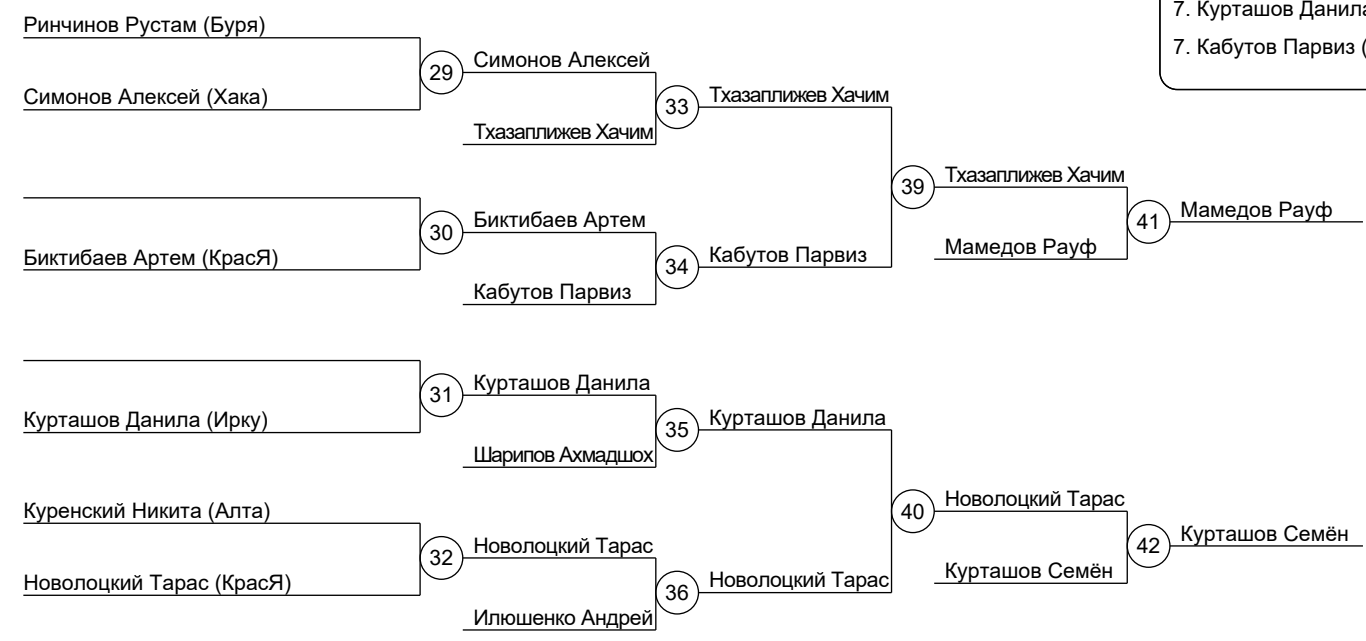 7. Курташов Данила
7. Кабутов Парвиз (
Ринчинов Рустам (Буря)
Симонов Алексей (Хака)
29
Симонов Алексей
Тхазаплижев Хачим
33
Тхазаплижев Хачим
Биктибаев Артем (КрасЯ)
30
Биктибаев Артем
Кабутов Парвиз
34
Кабутов Парвиз
39
Тхазаплижев Хачим
Мамедов Рауф
41
Мамедов Рауф
Курташов Данила (Ирку)
31
Курташов Данила
Шарипов Ахмадшох
35
Курташов Данила
Куренский Никита (Алта)
Новолоцкий Тарас (КрасЯ)
32
Новолоцкий Тарас
Илюшенко Андрей
36
Новолоцкий Тарас
40
Новолоцкий Тарас
Курташов Семён
42
Курташов Семён